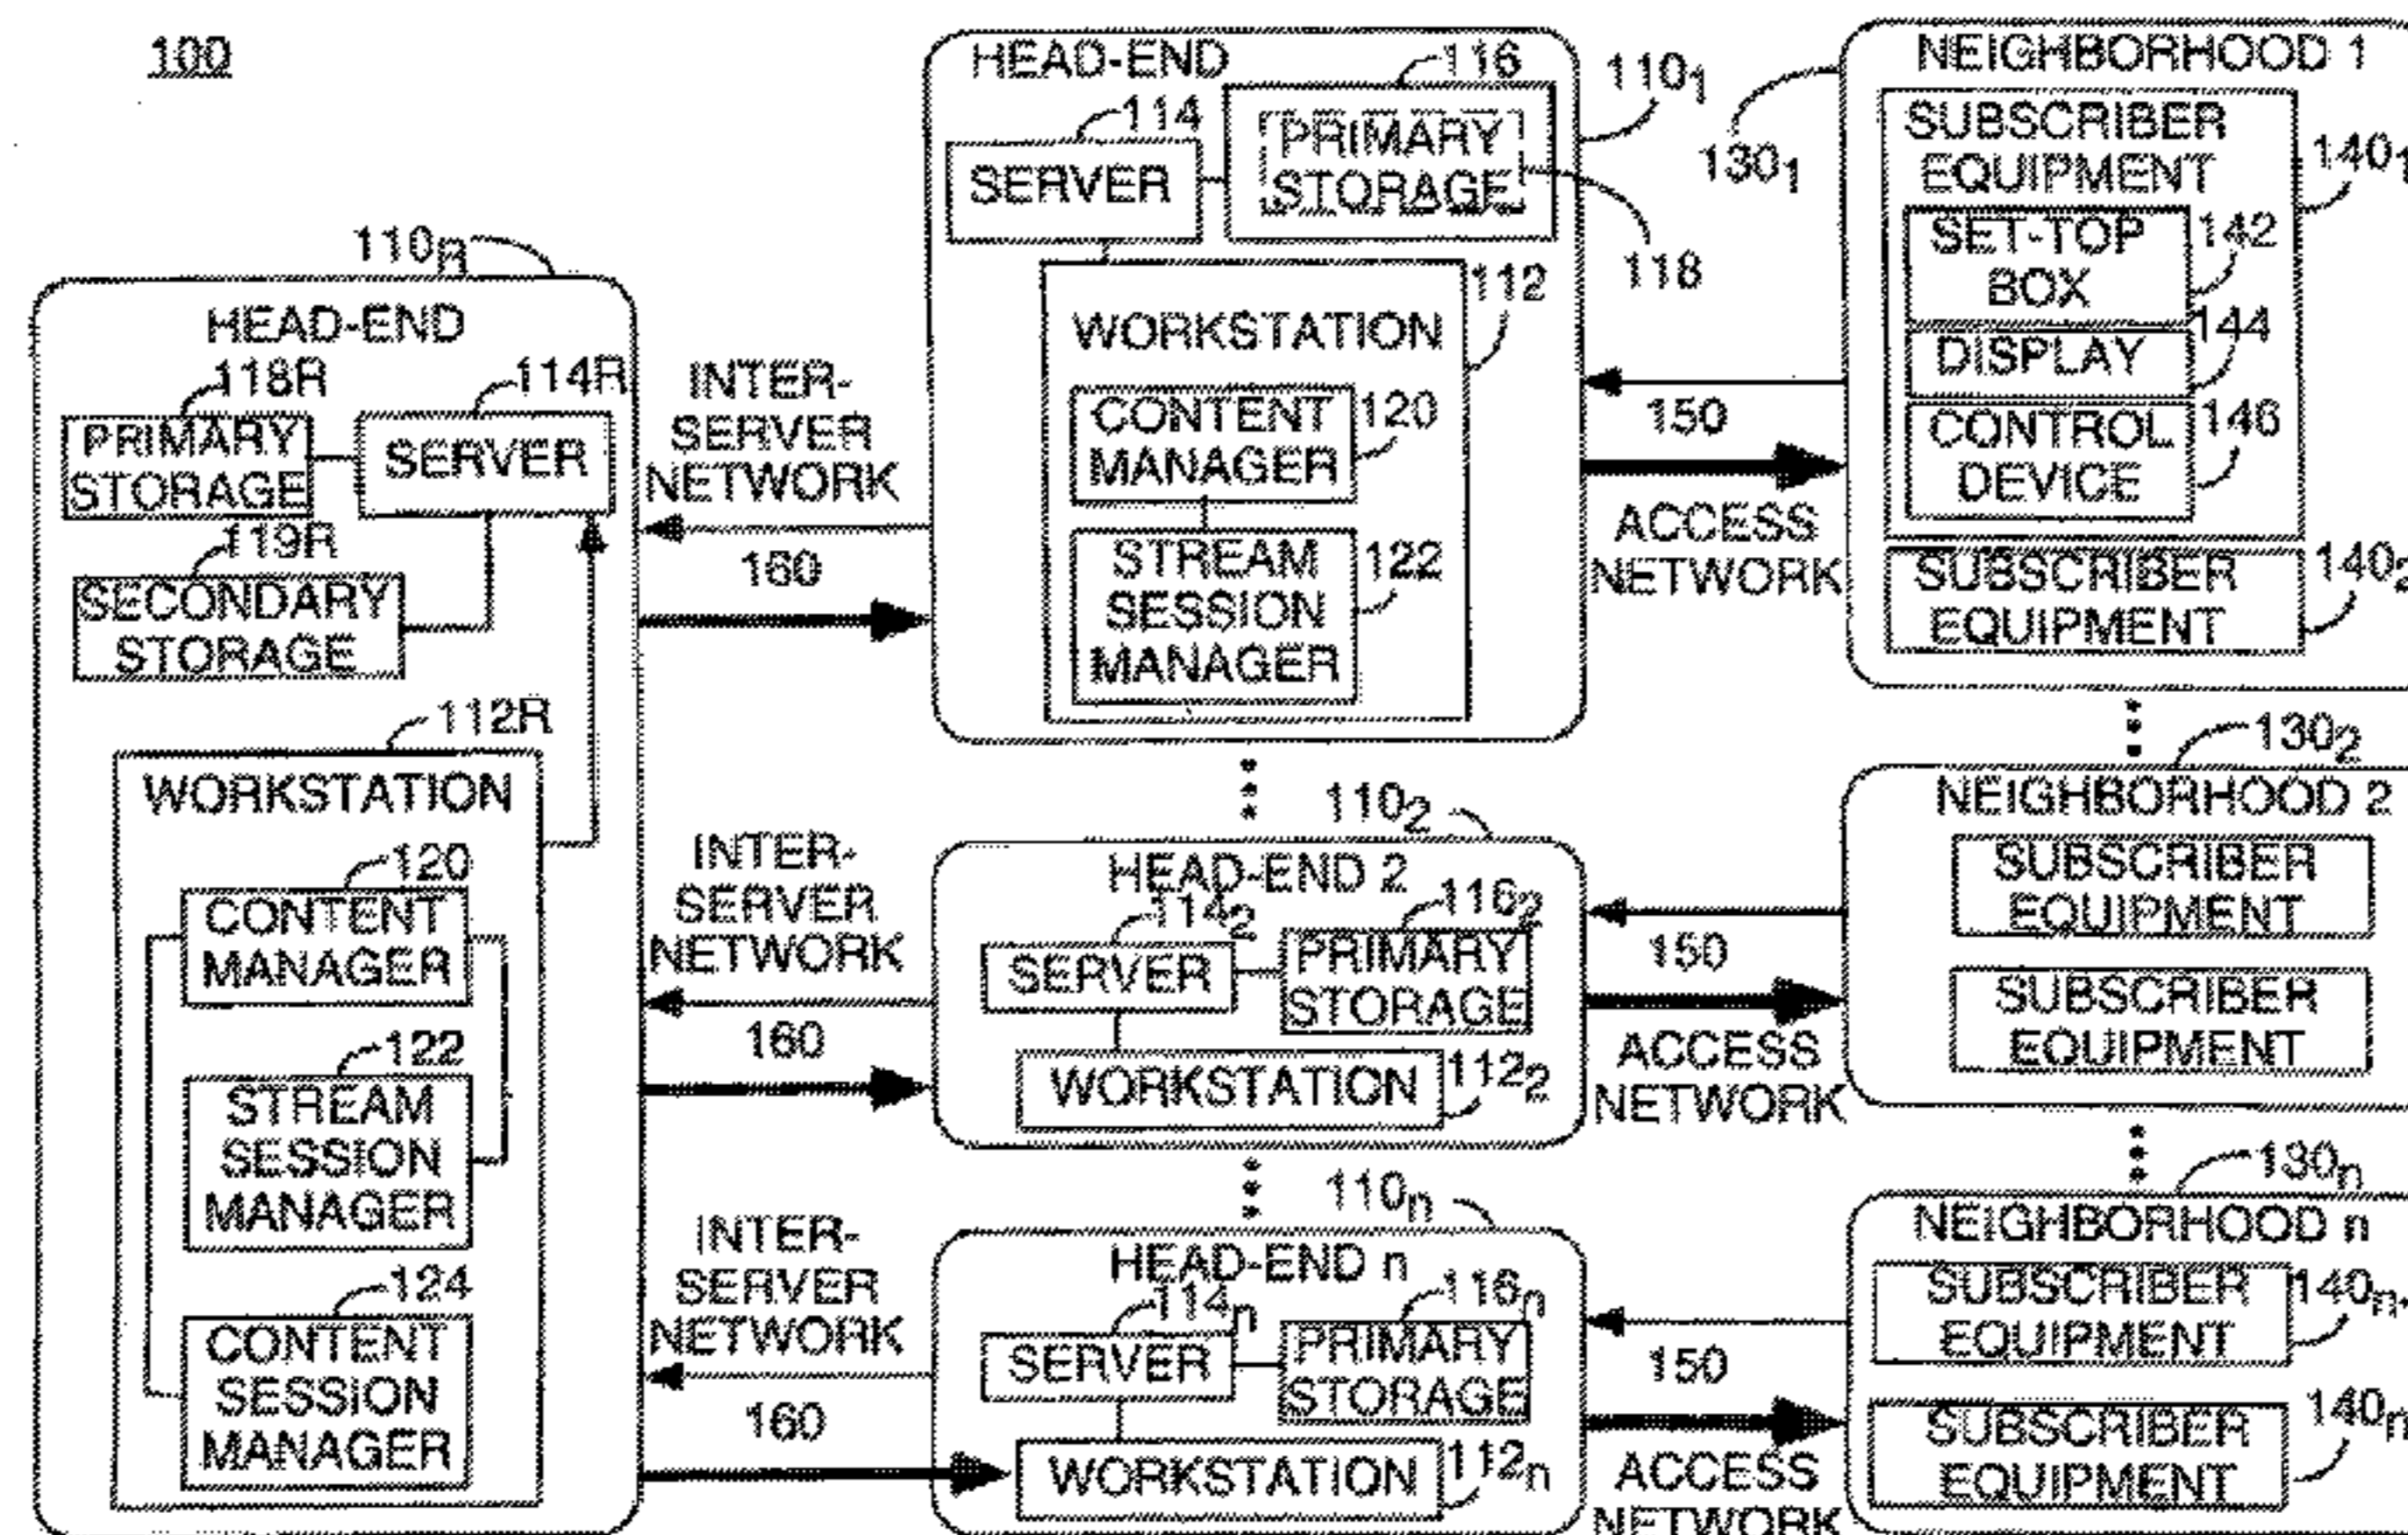 100
110R
HEAD-END
118R
114R
PRIMARY
STORAGE
SERVER
119R
SECONDARY
STORAGE
112R
WORKSTATION
120
CONTENT
MANAGER
122
STREAM
SESSION
MANAGER
124
CONTENT
SESSION
MANAGER
INTER-
SERVER
NETWORK
160
INTER-
SERVER
NETWORK
160
INTER-
SERVER
NETWORK
160
HEAD-END
116
1101
114
PRIMARY
STORAGE
SERVER
118
112
WORKSTATION
CONTENT
MANAGER
120
STREAM
SESSION
MANAGER
122
1102
HEAD-END 2
1142
1162
SERVER
PRIMARY
STORAGE
WORKSTATION
1122
110n
HEAD-END n
114n
116n
SERVER
PRIMARY
STORAGE
WORKSTATION
112n
150
ACCESS
NETWORK
150
ACCESS
NETWORK
150
ACCESS
NETWORK
1301
NEIGHBORHOOD 1
SUBSCRIBER
EQUIPMENT
1401
SET-TOP
BOX
142
DISPLAY
144
CONTROL
DEVICE
146
SUBSCRIBER
EQUIPMENT
1402
1302
NEIGHBORHOOD 2
SUBSCRIBER
EQUIPMENT
SUBSCRIBER
EQUIPMENT
130n
NEIGHBORHOOD n
SUBSCRIBER
EQUIPMENT
SUBSCRIBER
EQUIPMENT
140n